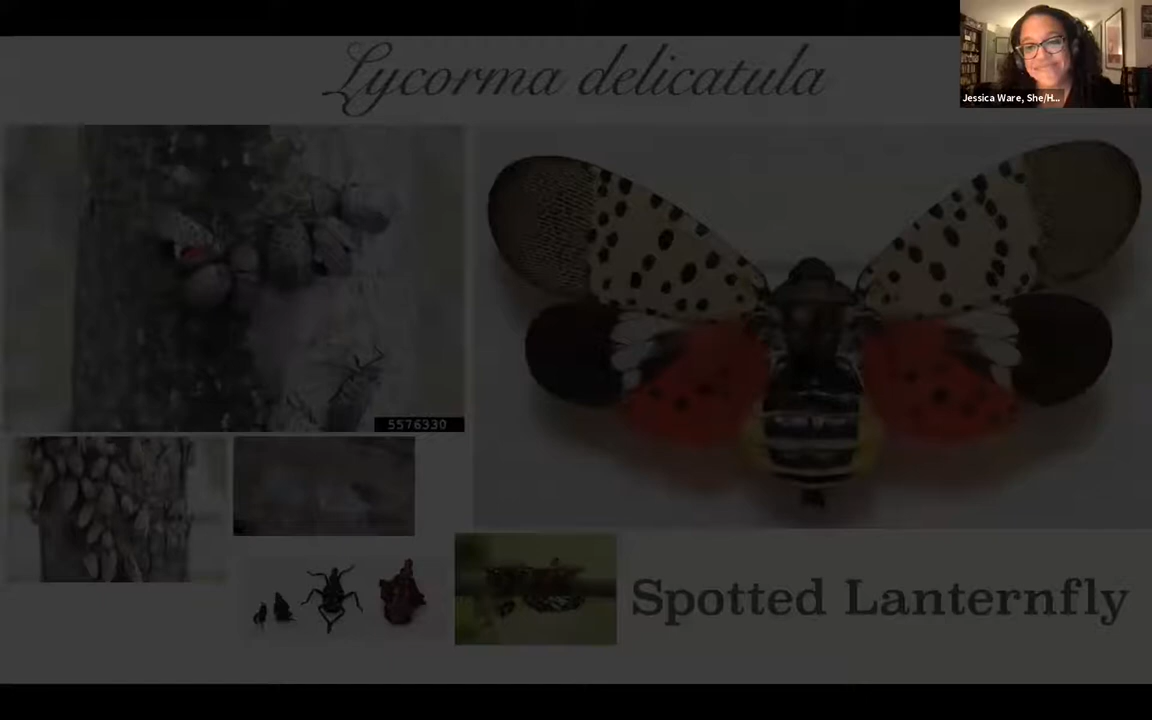 Lycorma delicatula
Jessica Ware, She/H...
5576330
Spotted Lanternfly